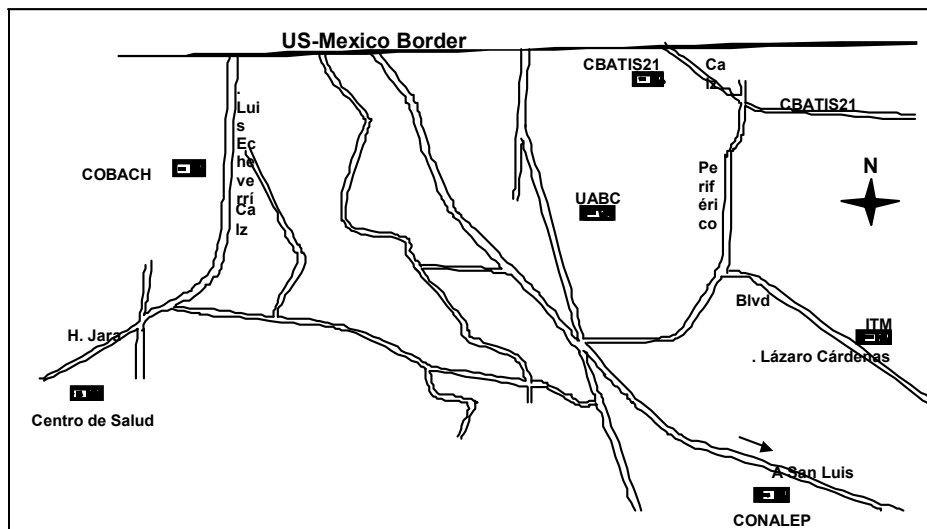 US-Mexico Border
CBATIS21
Ca
lz
CBATIS21
.
Lui
s
Ec
he
ve
rrí
Ca
lz
COBACH
UABC
Pe
rif
éri
co
N
Blvd
ITM
. Lázaro Cárdenas
H. Jara
Centro de Salud
A San Luis
CONALEP